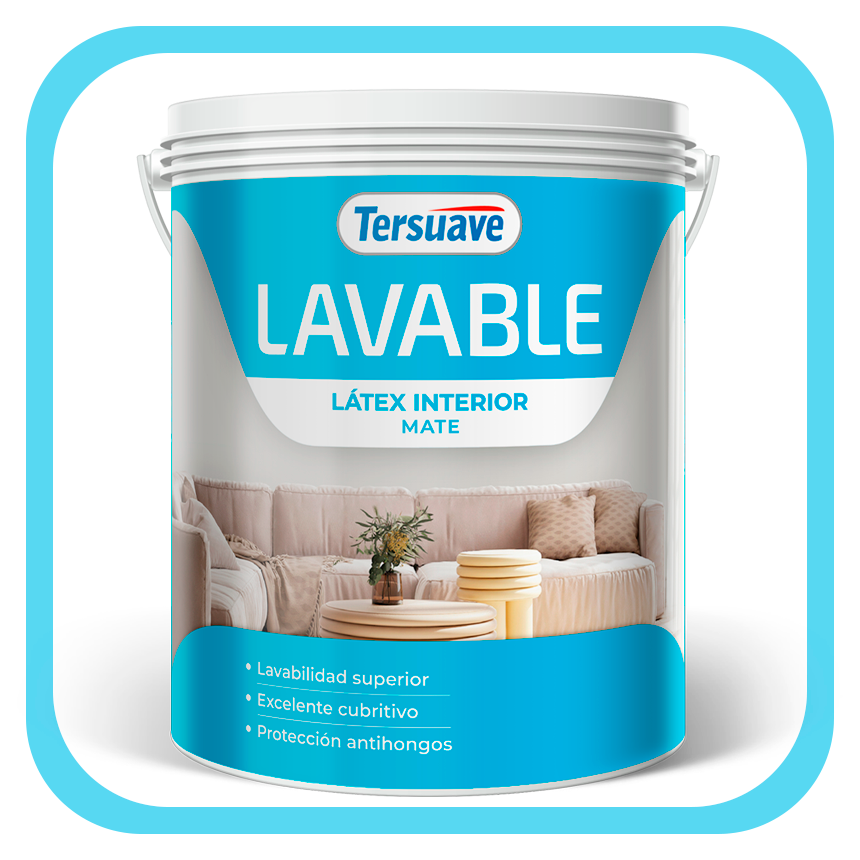 Tersuave
LAVABLE
LÁTEX INTERIOR
MATE
• Lavabilidad superior
• Excelente cubritivo
• Protección antihongos